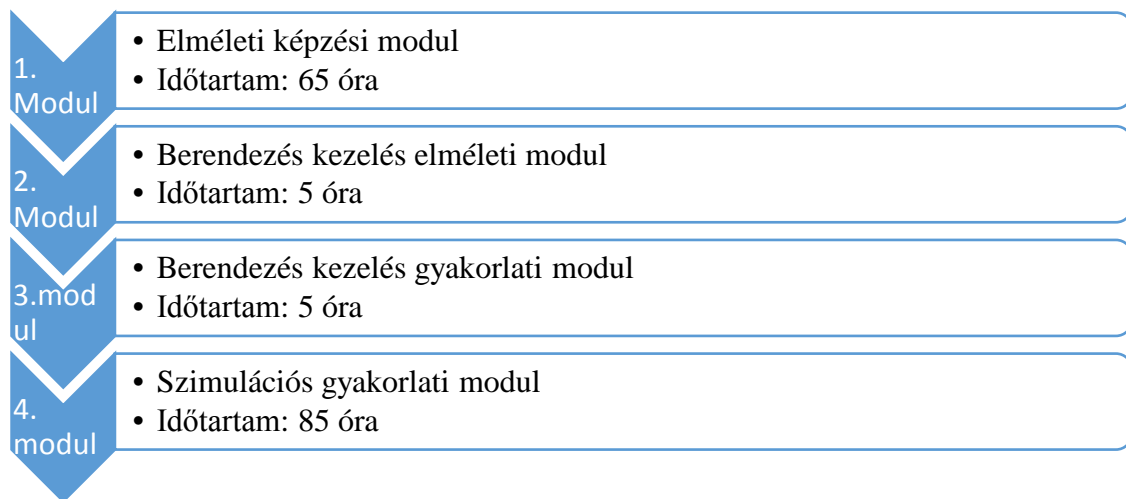 1.
Modul
• Elméleti képzési modul
• Időtartam: 65 óra
2.
Modul
• Berendezés kezelés elméleti modul
• Időtartam: 5 óra
3.mod
ul
• Berendezés kezelés gyakorlati modul
• Időtartam: 5 óra
4.
modul
• Szimulációs gyakorlati modul
• Időtartam: 85 óra